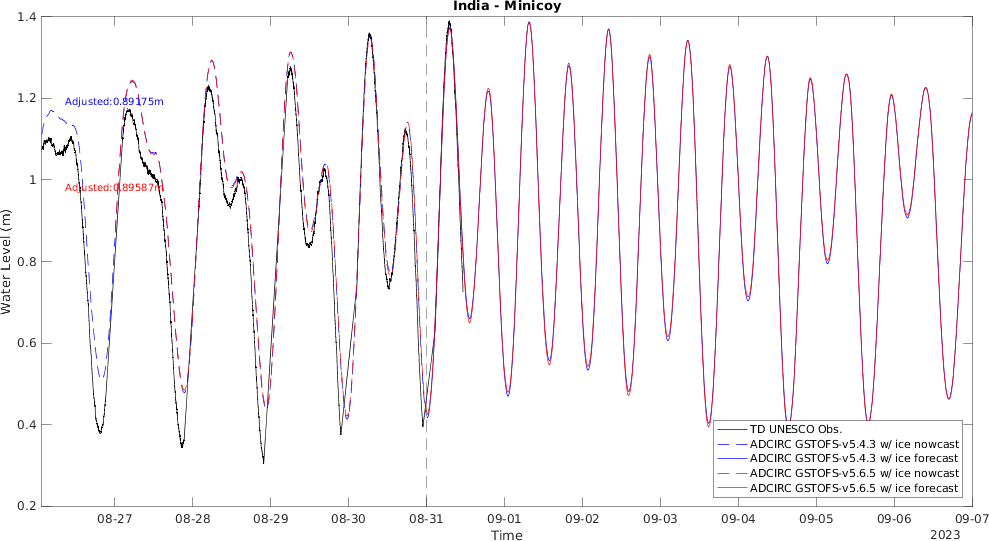 India - Minicoy
1.4
1.2
1
0.8
0.6
0.4
0.2
Water Level (m)
Adjusted:0.89175m
Adjusted:0.89587m
TD UNESCO Obs.
ADCIRC GSTOFS-v5.4.3 w/ ice nowcast
ADCIRC GSTOFS-v5.4.3 w/ ice forecast
ADCIRC GSTOFS-v5.6.5 w/ ice nowcast
ADCIRC GSTOFS-v5.6.5 w/ ice forecast
08-27 08-28 08-29 08-30 08-31 09-01 09-02 09-03 09-04 09-05 09-06 09-07
Time
2023